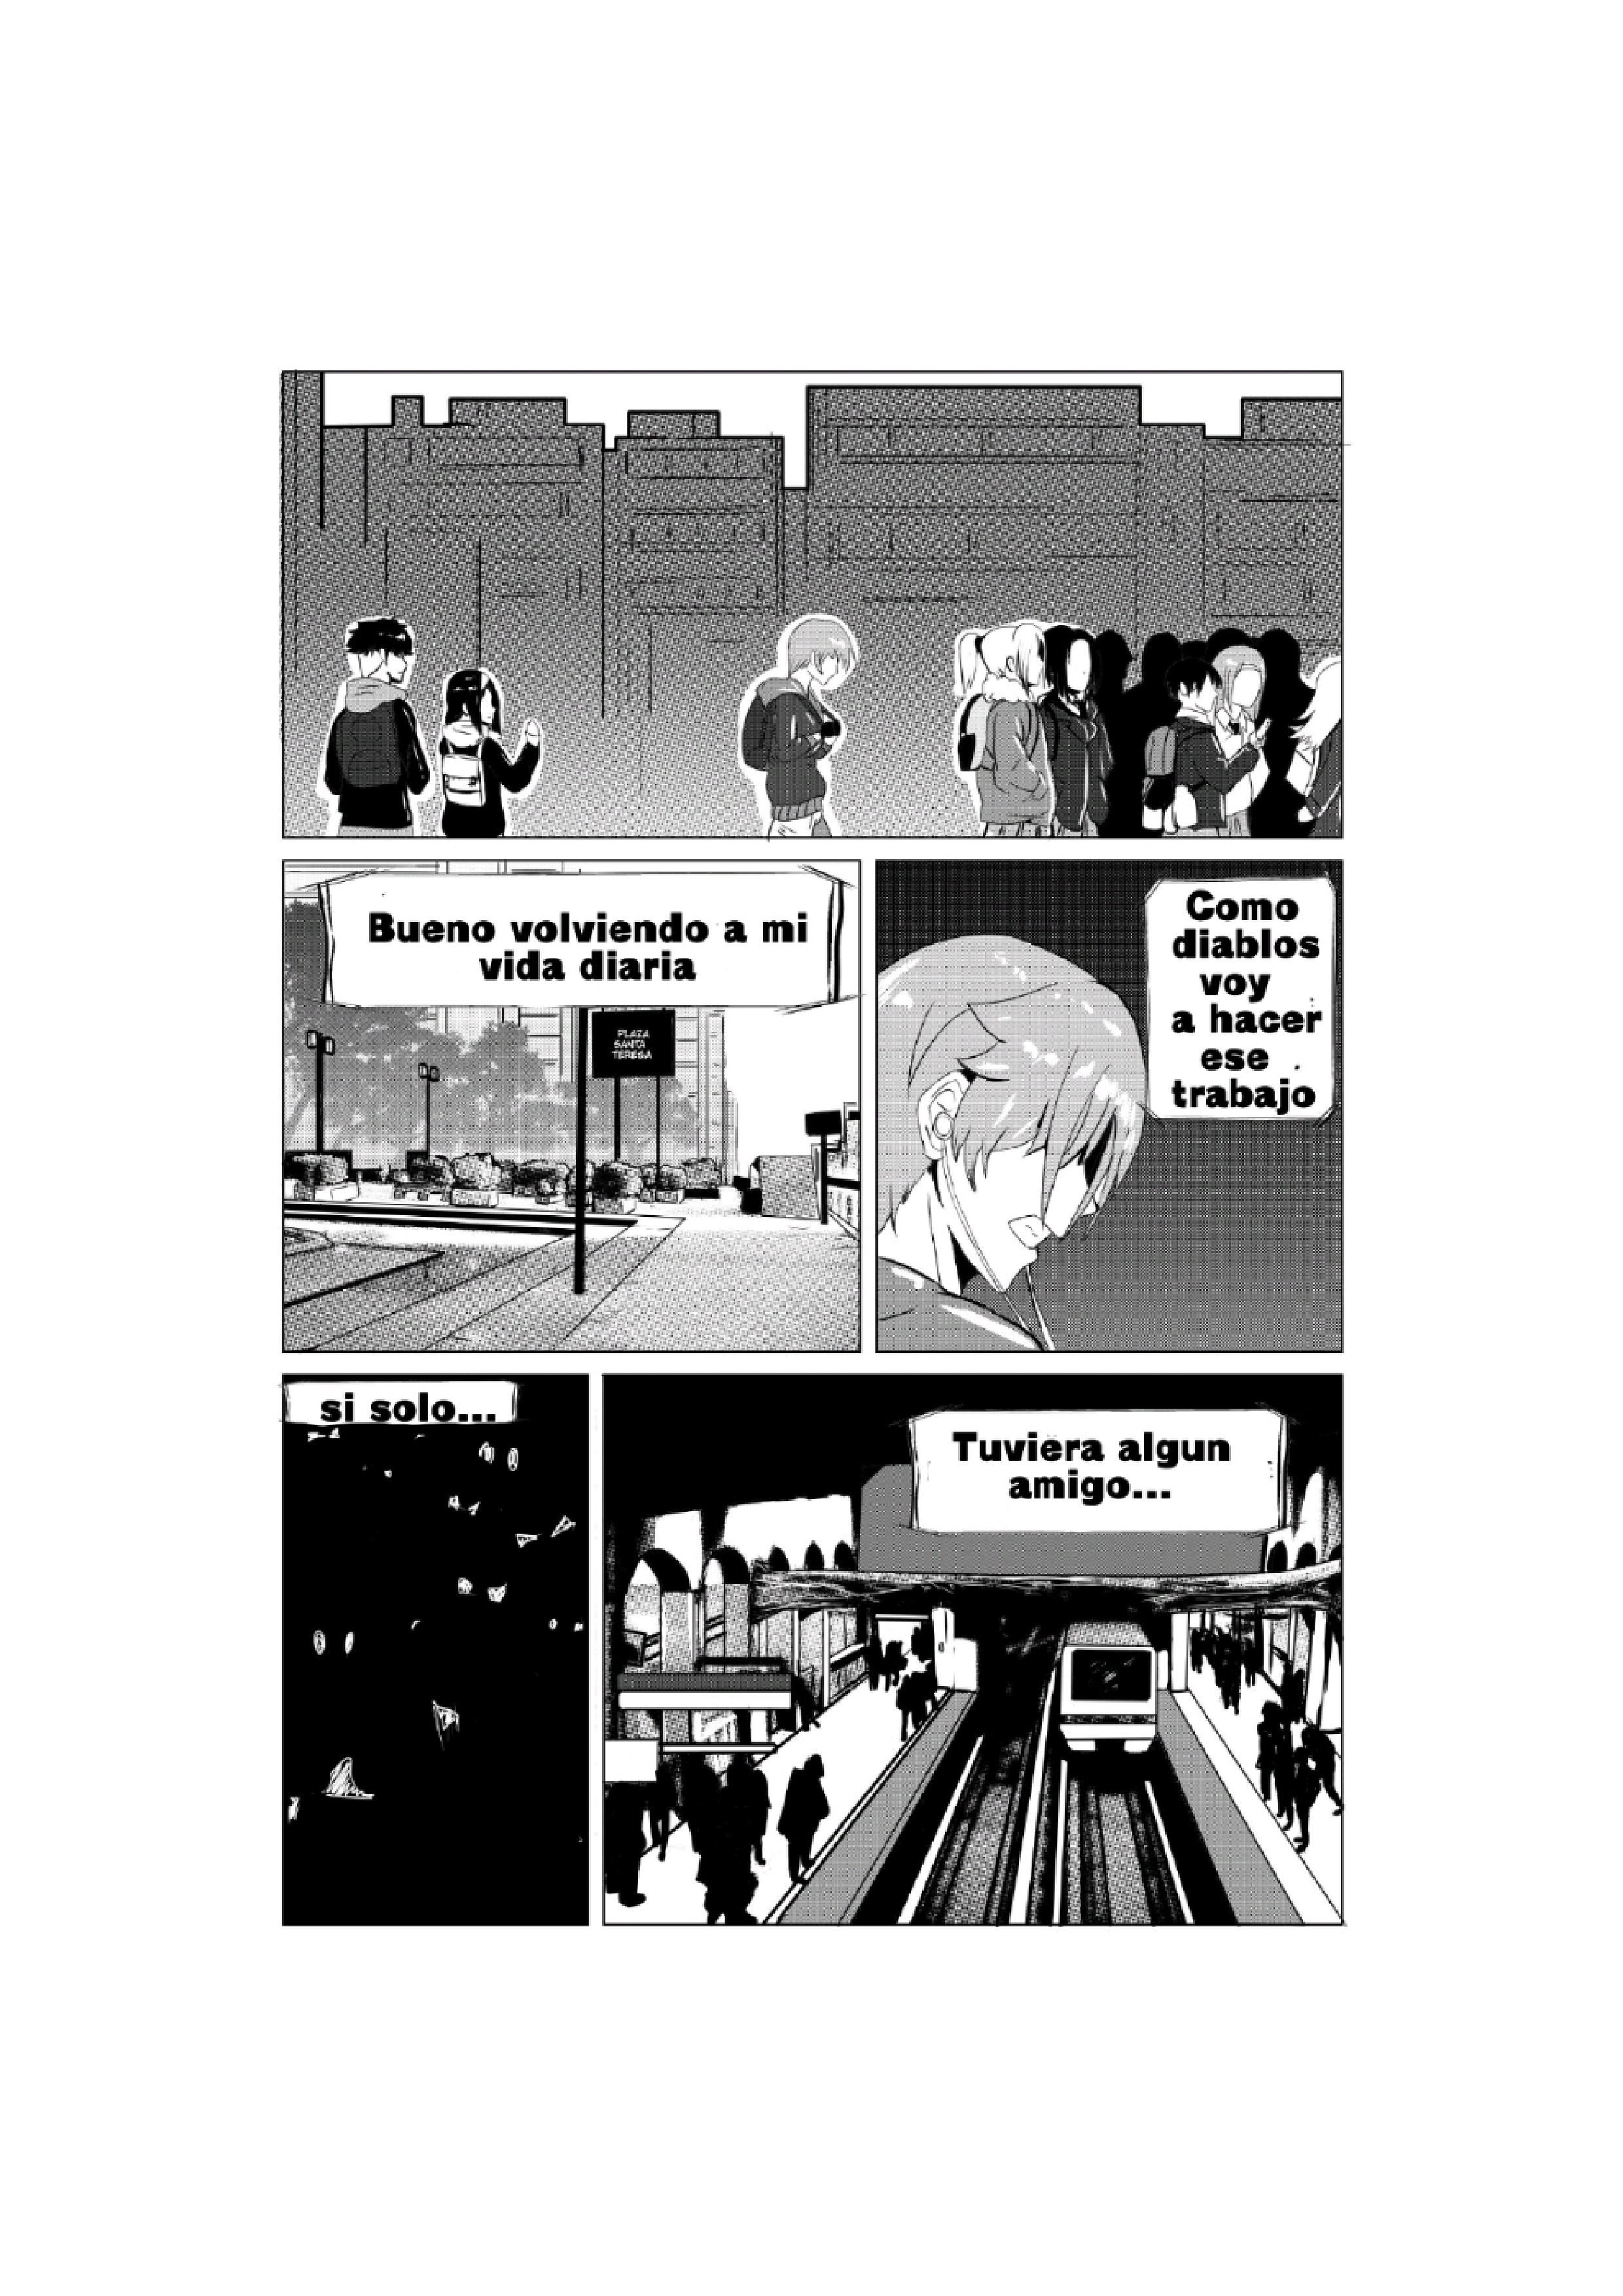 Bueno volviendo a mi
vida diaria
PLAZA
SANTA
TERESA
Como
diablos
voy
a hacer
ese
trabajo
si solo...
Tuviera algun
amigo...